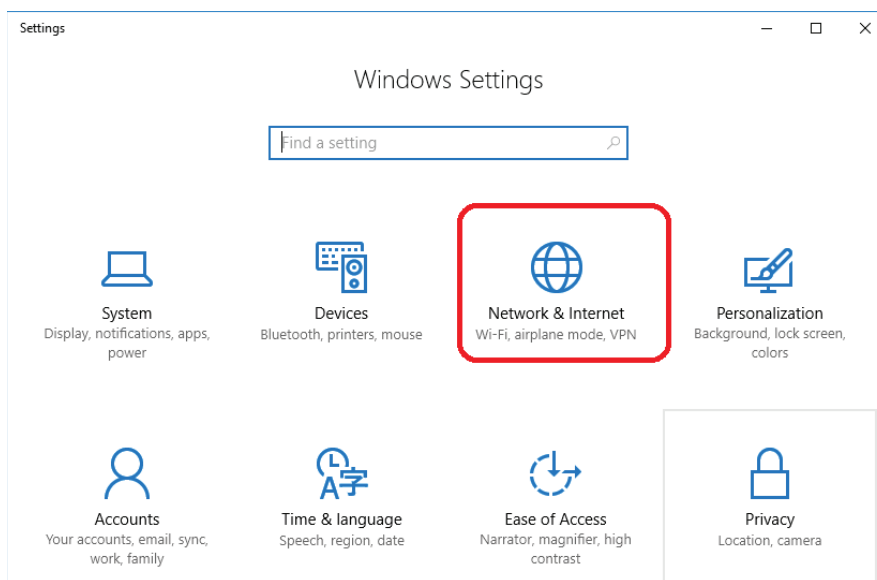 Settings
Windows Settings
Find a setting
System
Display, notifications, apps,
power
Devices
Bluetooth, printers, mouse
Network & Internet
Wi-Fi, airplane mode, VPN
Personalization
Background, lock screen,
colors
Accounts
Your accounts, email, sync,
work, family
A字
Time & language
Speech, region, date
Ease of Access
Narrator, magnifier, high
contrast
Privacy
Location, camera